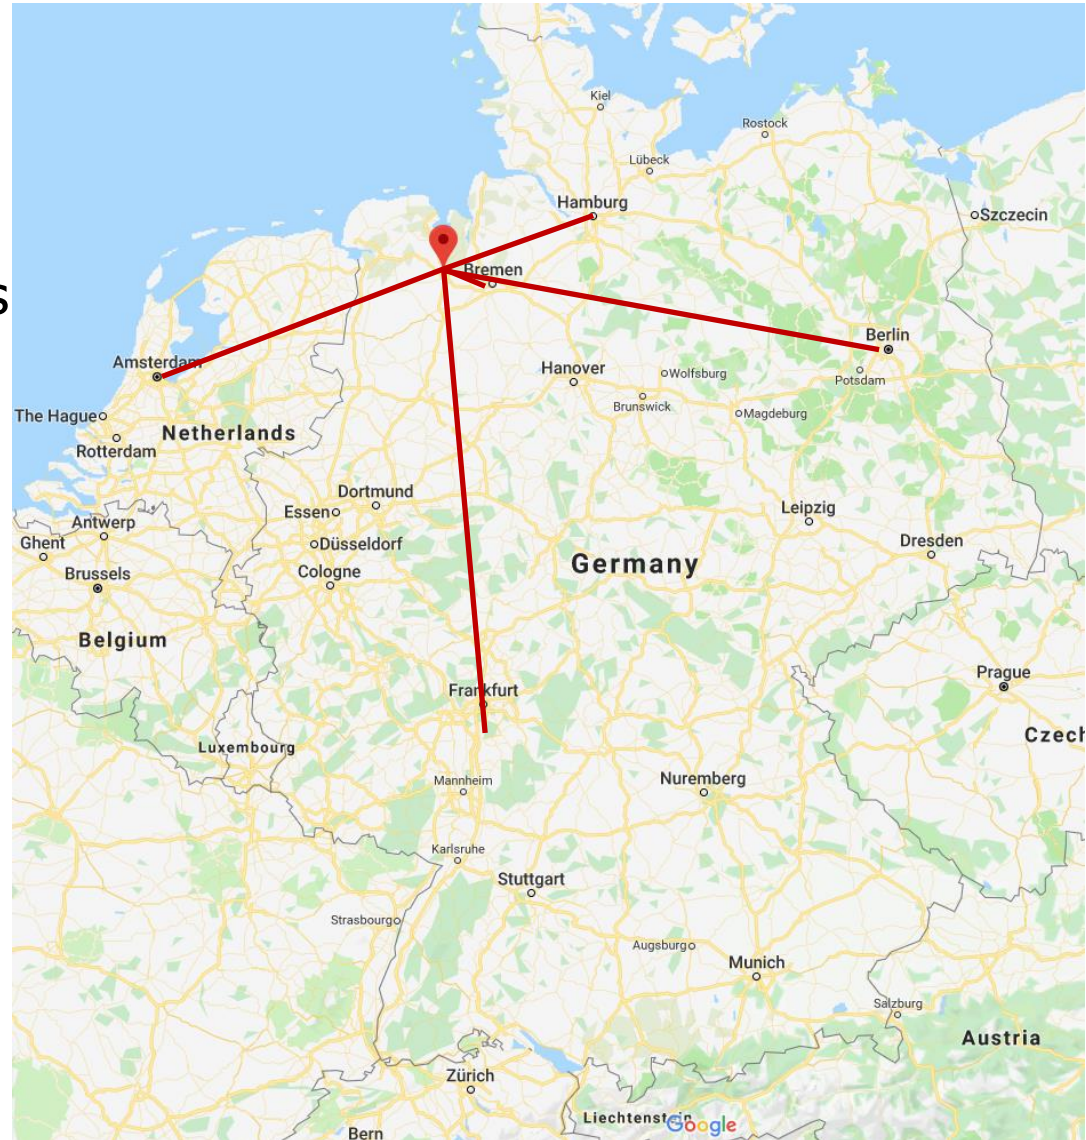 Kiel
Rostock
Lübeck
Hamburg
Szczecin
Bremen
s
Berlin
Amsterdam
Hanover
Wolfsburg
Potsdam
Brunswick
Magdeburg
The Hague
Netherlands
Rotterdam
Dortmund
Essen
Leipzig
Antwerp
Ghent
Düsseldorf
Dresden
Germany
Cologne
Brussels
Belgium
Prague
Frankfurt
Czech
Luxembourg
Mannheim
Nuremberg
Karlsruhe
Stuttgart
Strasbourg
Augsburg
Munich
Salzburg
Austria
Zürich
Liechtenstein
Google
Bern